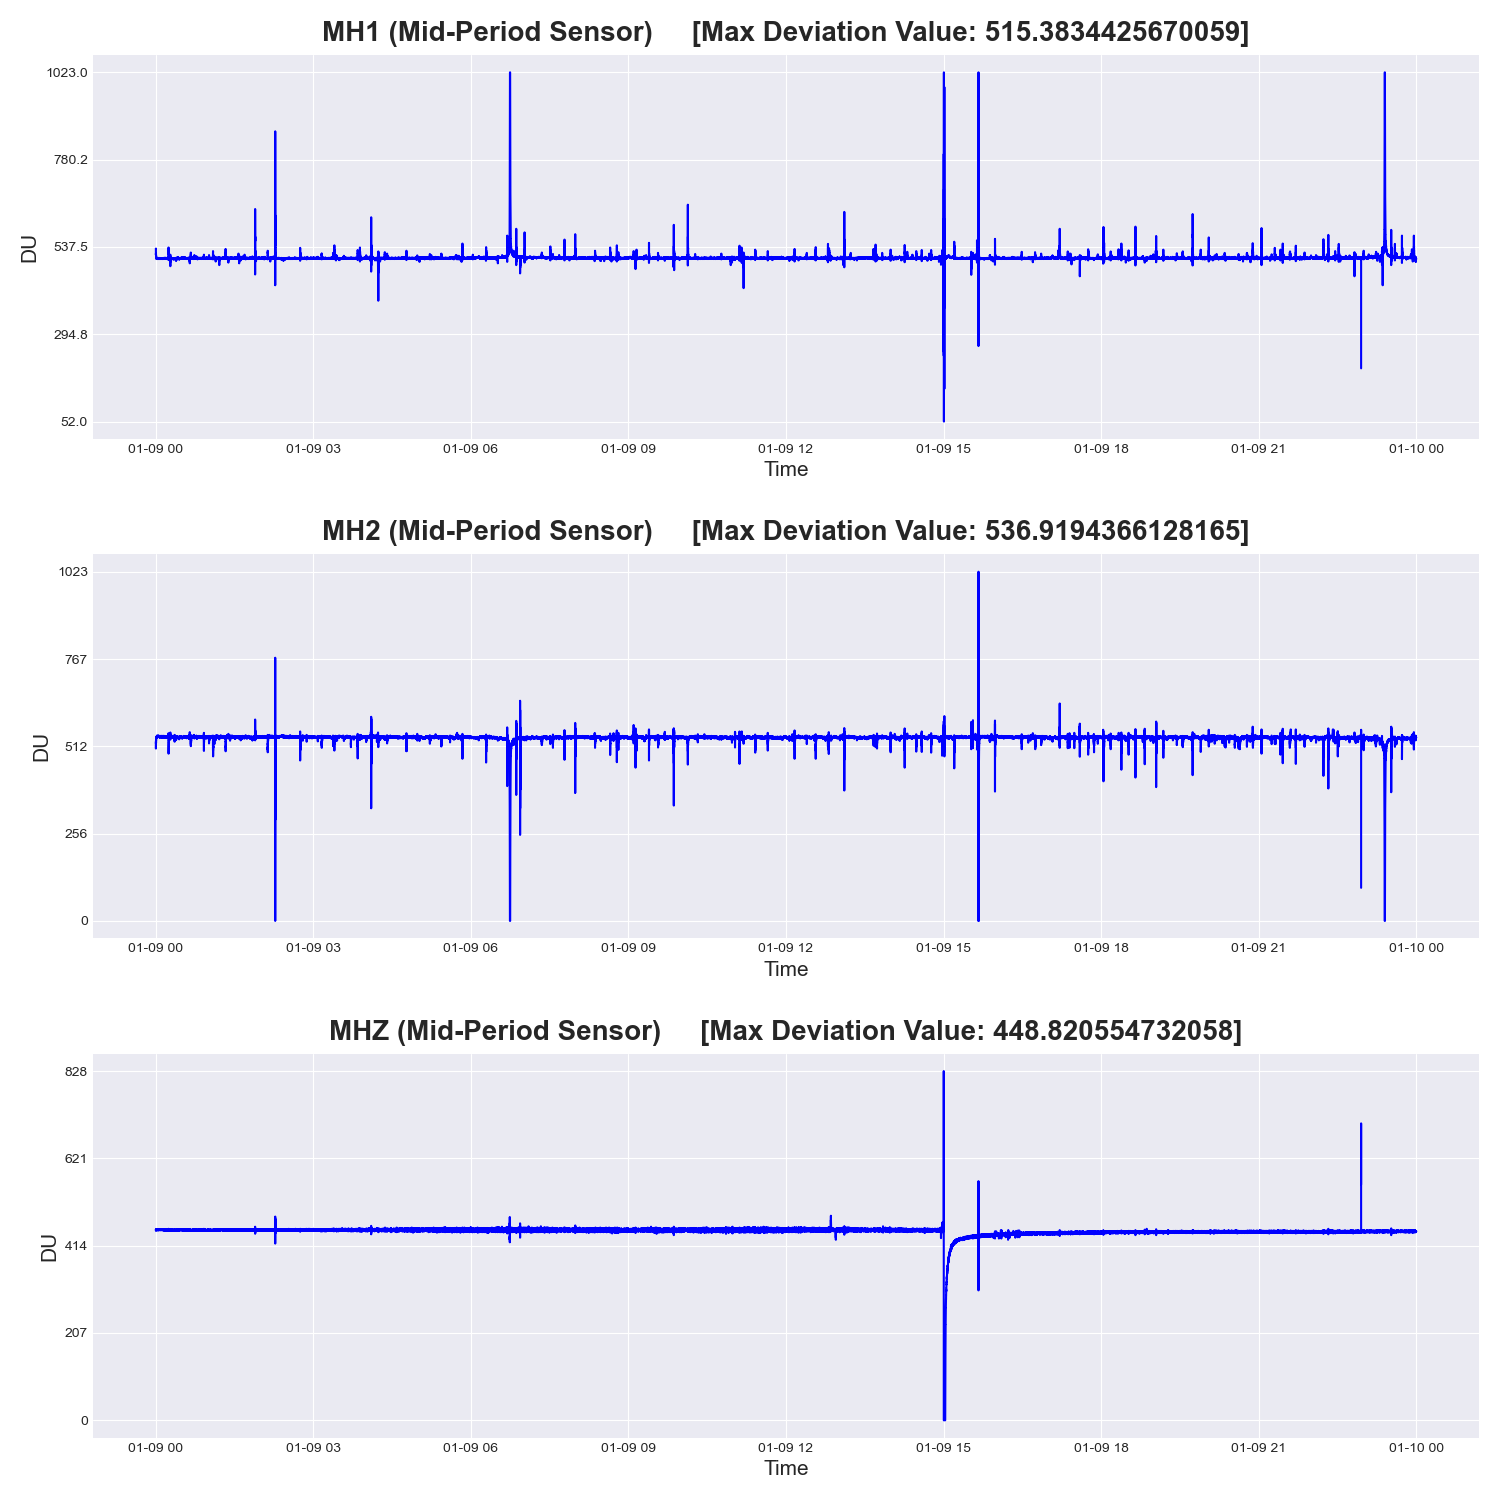 MH1 (Mid-Period Sensor) [Max Deviation Value: 515.3834425670059]
1023.0
780.2
537.5
294.8
52.0
DU
01-09 00 01-09 03 01-09 06 01-09 09 01-09 12 01-09 15 01-09 18 01-09 21 01-10 00
Time
MH2 (Mid-Period Sensor) [Max Deviation Value: 536.9194366128165]
1023
767
512
256
0
DU
01-09 00 01-09 03 01-09 06 01-09 09 01-09 12 01-09 15 01-09 18 01-09 21 01-10 00
Time
MHZ (Mid-Period Sensor) [Max Deviation Value: 448.820554732058]
828
621
414
207
0
DU
01-09 00 01-09 03 01-09 06 01-09 09 01-09 12 01-09 15 01-09 18 01-09 21 01-10 00
Time